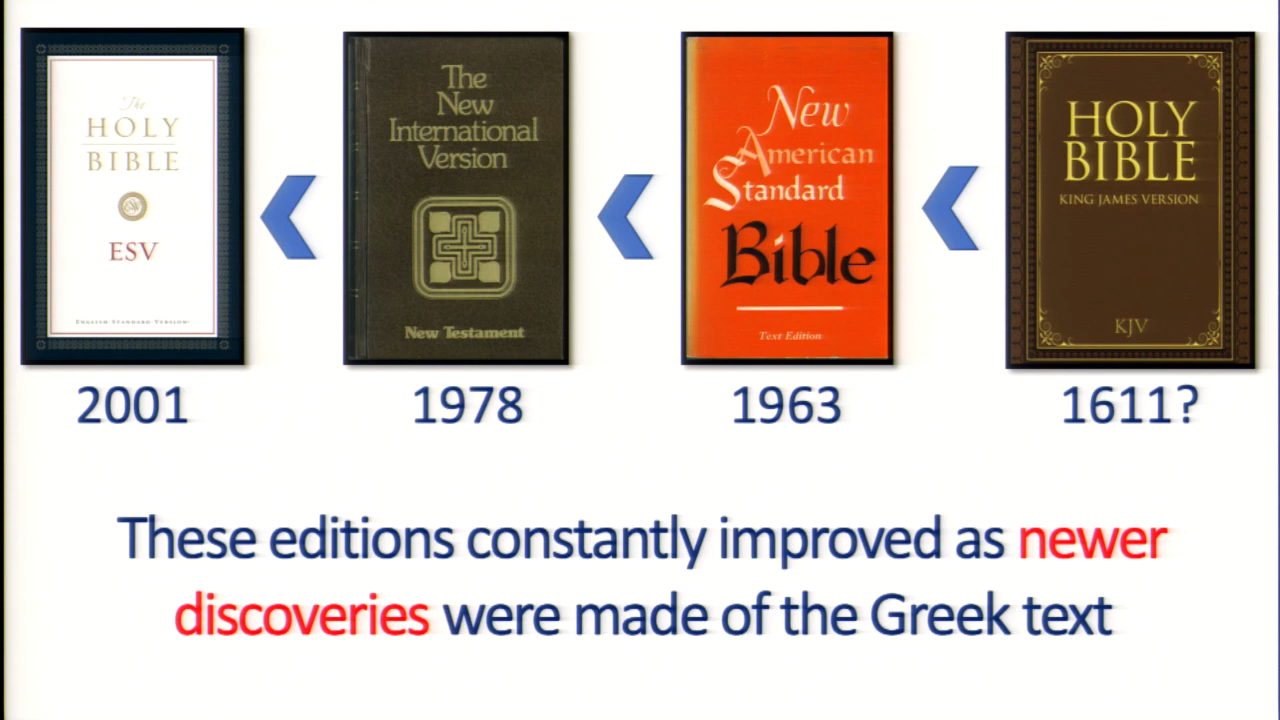 The
HOLY
BIBLE
ESV
ENGLISH STANDARD VERSION
The
New
International
Version
New Testament
New
American
Standard
Bible
Text Edition
HOLY
BIBLE
KING JAMES VERSION
KJV
2001
1978
1963
1611?
These editions constantly improved as newer
discoveries were made of the Greek text